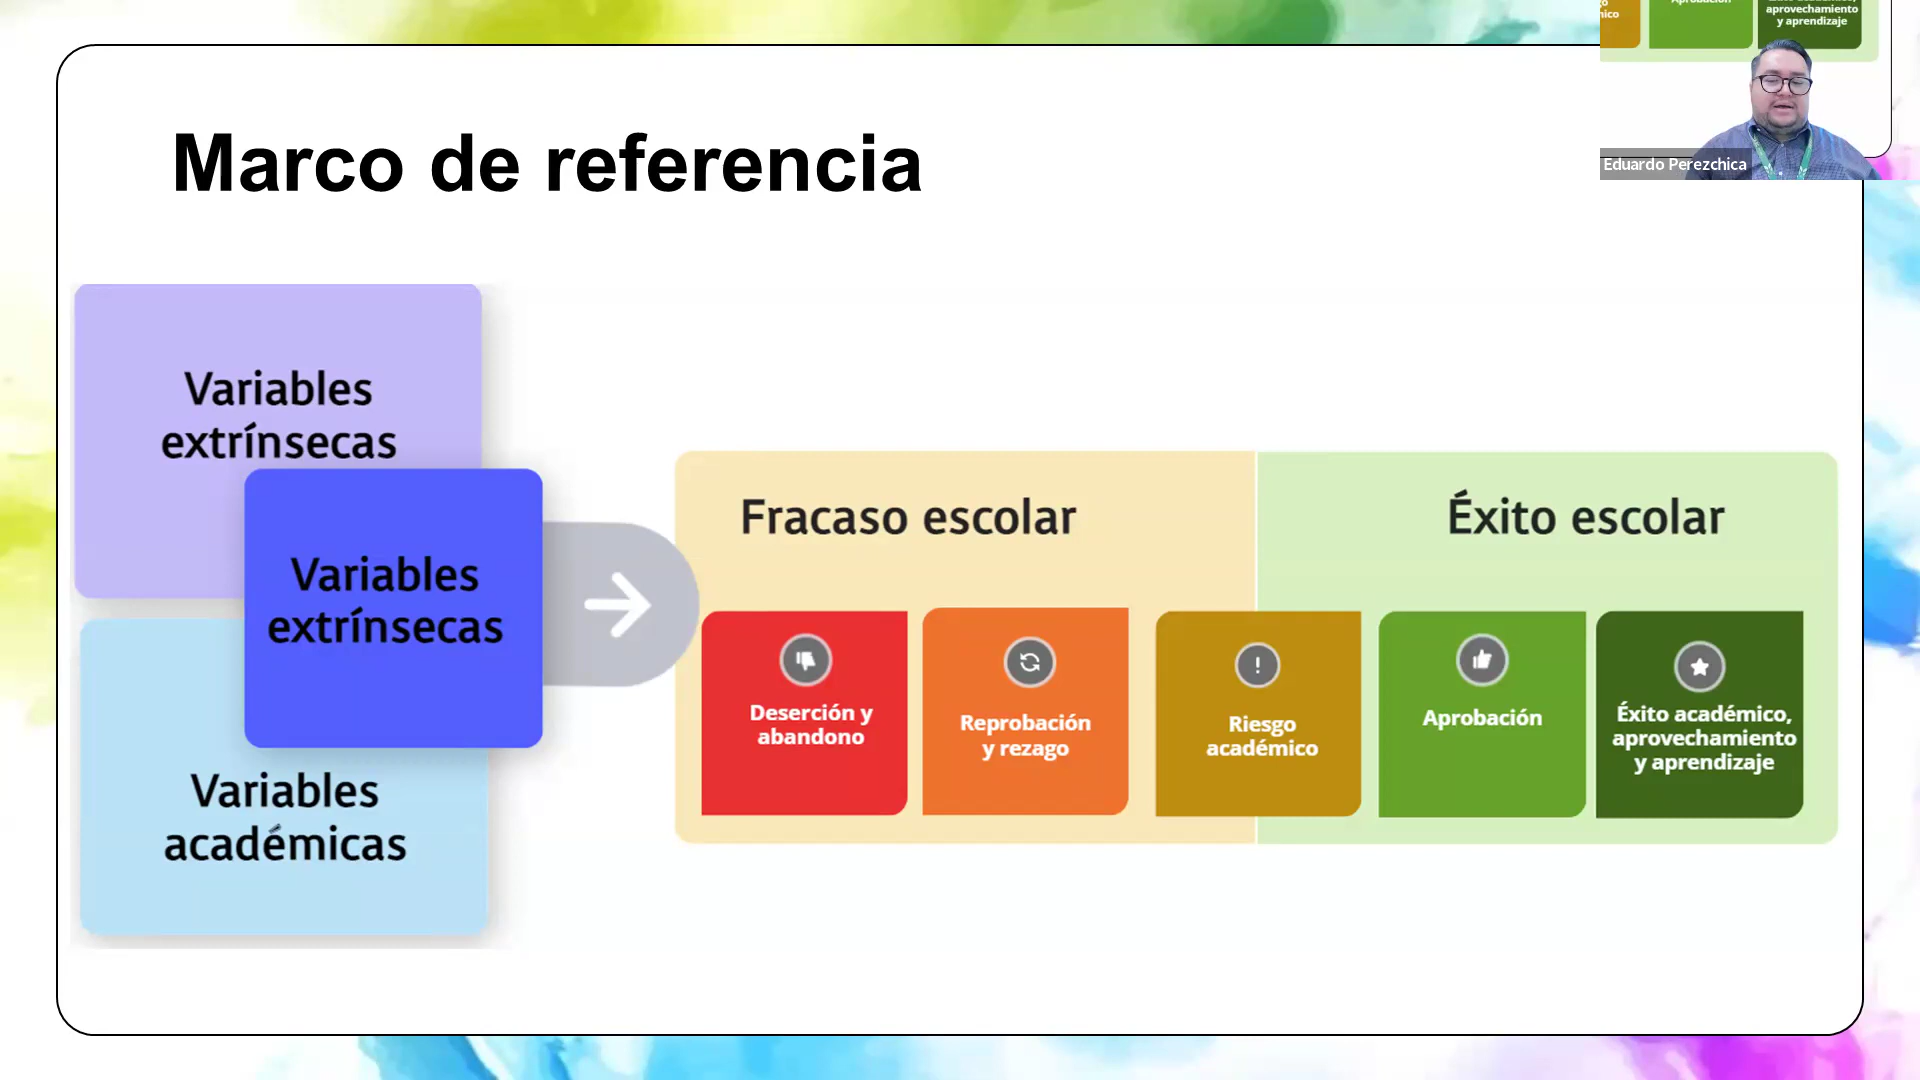 Marco de referencia
Aprobación
aprovechamiento
y aprendizaje
Eduardo Perezchica
Variables
extrínsecas
Variables
extrínsecas
Variables
académicas
Fracaso escolar
Éxito escolar
Deserción y
abandono
Reprobación
y rezago
Riesgo
académico
Aprobación
Éxito académico,
aprovechamiento
y aprendizaje